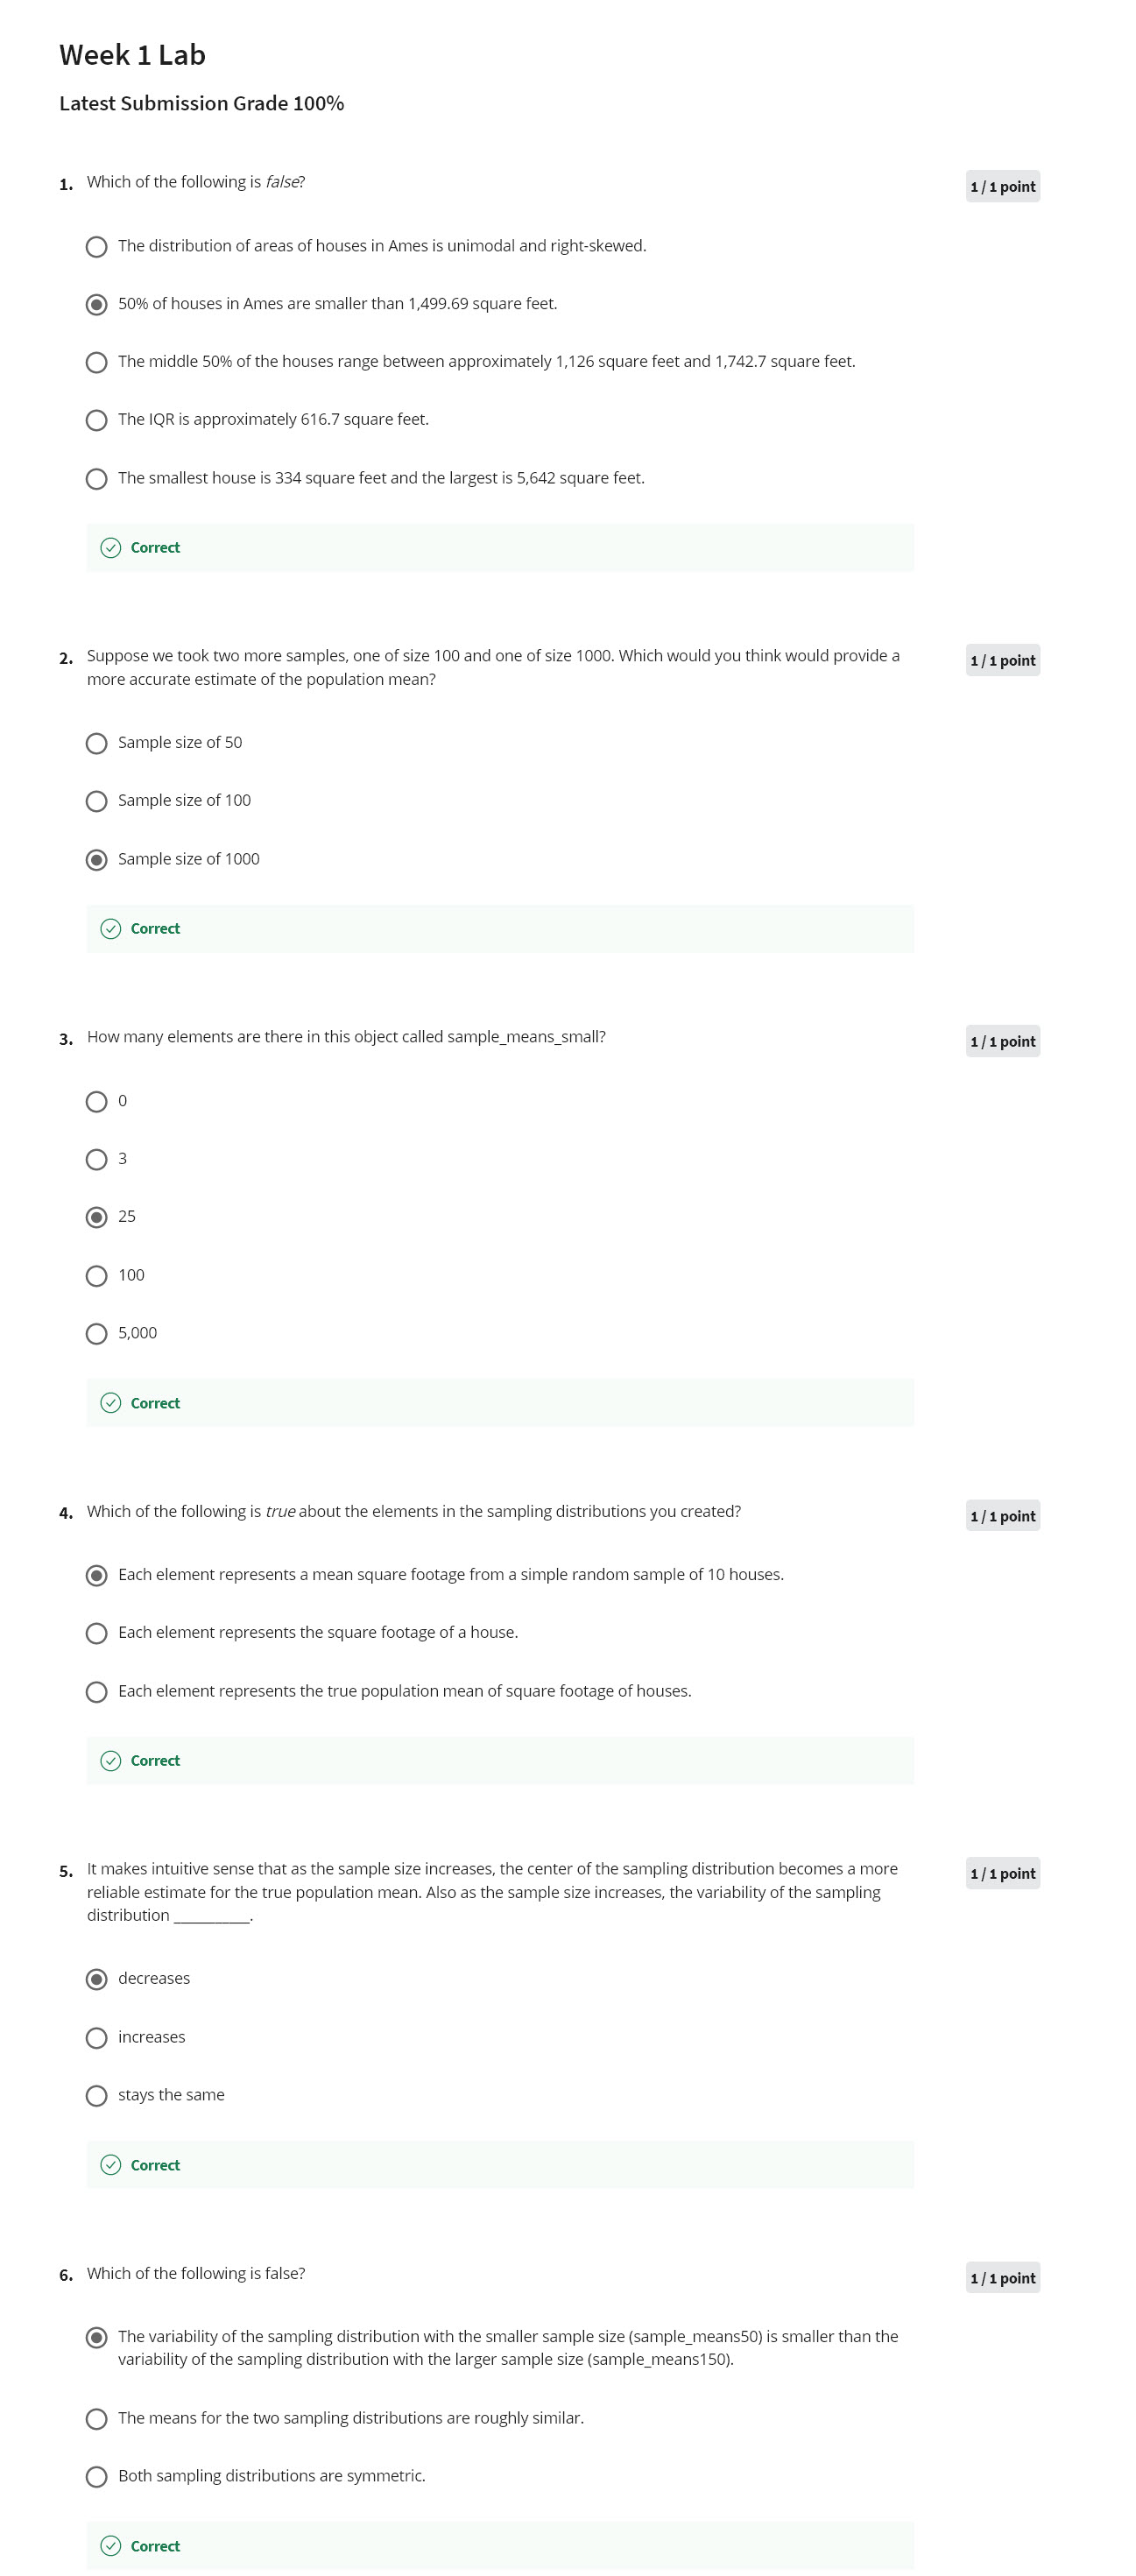 Week 1 Lab
Latest Submission Grade 100%
1. Which of the following is false?
1 / 1 point
The distribution of areas of houses in Ames is unimodal and right-skewed.
50% of houses in Ames are smaller than 1,499.69 square feet.
The middle 50% of the houses range between approximately 1,126 square feet and 1,742.7 square feet.
The IQR is approximately 616.7 square feet.
The smallest house is 334 square feet and the largest is 5,642 square feet.
Correct
2. Suppose we took two more samples, one of size 100 and one of size 1000. Which would you think would provide a
more accurate estimate of the population mean?
1 / 1 point
Sample size of 50
Sample size of 100
Sample size of 1000
Correct
3. How many elements are there in this object called sample_means_small?
1 / 1 point
0
3
25
100
5,000
Correct
4. Which of the following is true about the elements in the sampling distributions you created?
1 / 1 point
Each element represents a mean square footage from a simple random sample of 10 houses.
Each element represents the square footage of a house.
Each element represents the true population mean of square footage of houses.
Correct
5. It makes intuitive sense that as the sample size increases, the center of the sampling distribution becomes a more
reliable estimate for the true population mean. Also as the sample size increases, the variability of the sampling
distribution __________.
1 / 1 point
decreases
increases
stays the same
Correct
6. Which of the following is false?
1 / 1 point
The variability of the sampling distribution with the smaller sample size (sample_means50) is smaller than the
variability of the sampling distribution with the larger sample size (sample_means150).
The means for the two sampling distributions are roughly similar.
Both sampling distributions are symmetric.
Correct